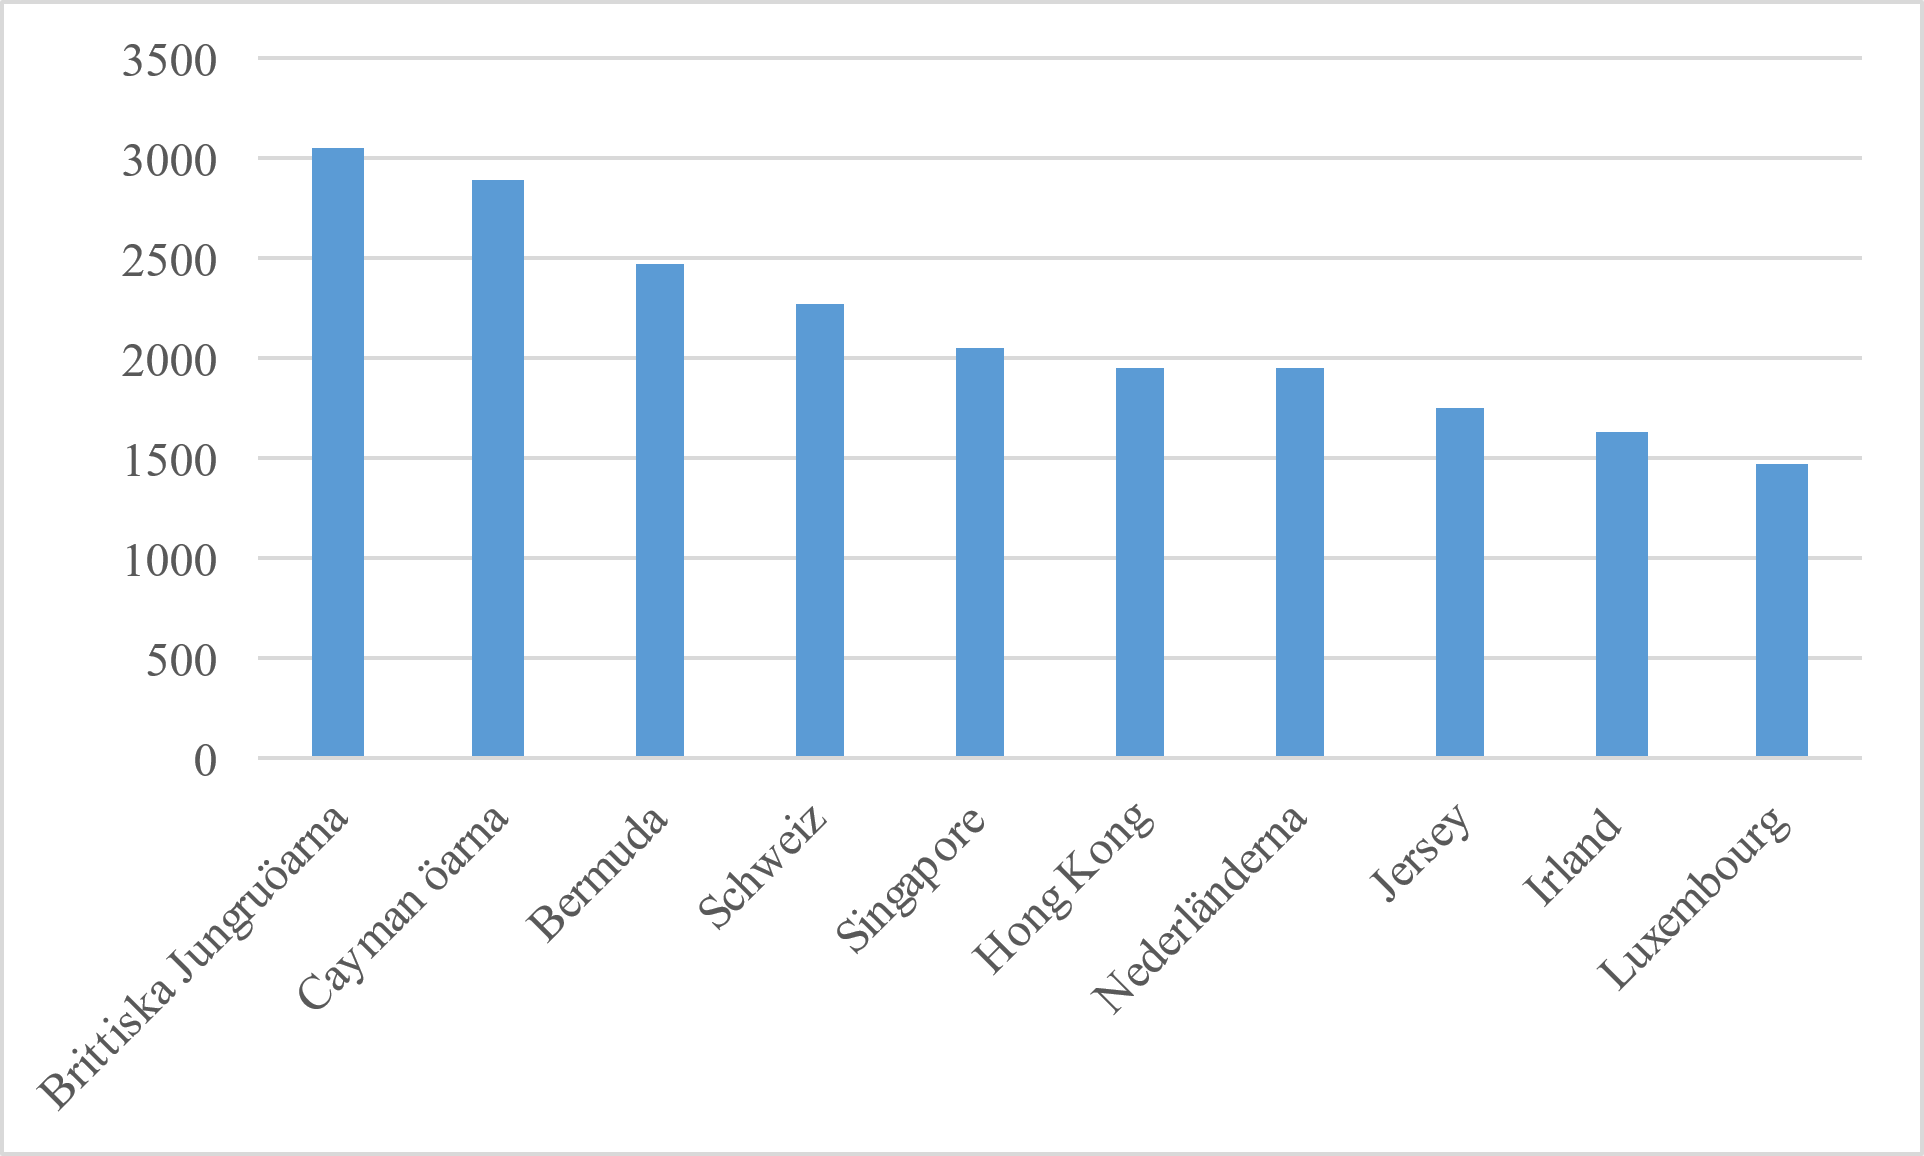 3500
3000
2500
2000
1500
1000
500
0
Brittiska Jungruöarna
Cayman öarna
Bermuda
Schweiz
Singapore
Hong Kong
Nederländerna
Jersey
Irland
Luxembourg